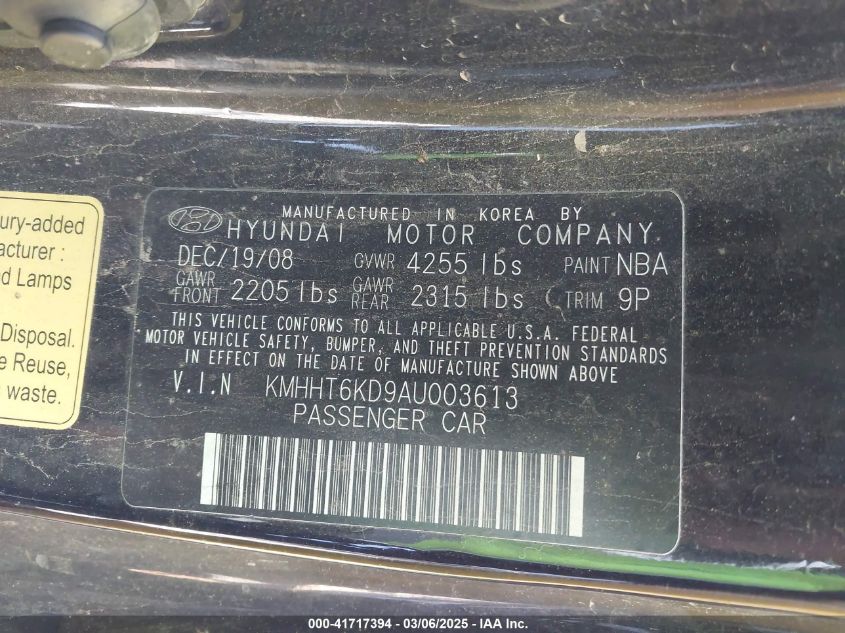 ury-added
acturer :
d Lamps
Disposal.
e Reuse,
waste.
MANUFACTURED IN KOREA BY
HYUNDAI MOTOR COMPANY
DEC/19/08 GVWR 4255 lbs PAINT NBA
GAWR FRONT 2205 lbs GAWR REAR 2315 lbs TRIM 9P
THIS VEHICLE CONFORMS TO ALL APPLICABLE U.S.A. FEDERAL
MOTOR VEHICLE SAFETY, BUMPER, AND THEFT PREVENTION STANDARDS
IN EFFECT ON THE DATE OF MANUFACTURE SHOWN ABOVE
V.I.N KMHHT6KD9AU003613
PASSENGER CAR
000-41717394 - 03/06/2025 - IAA Inc.